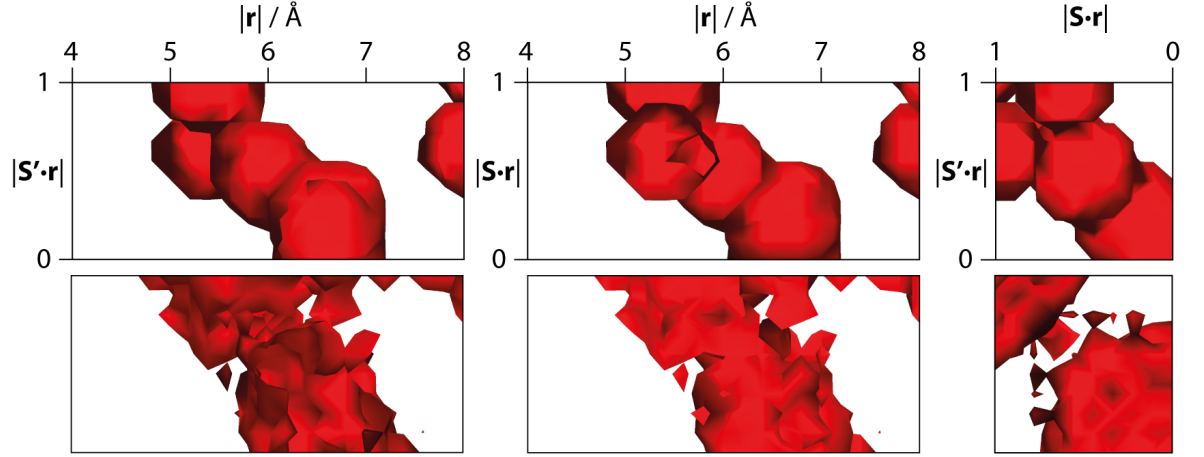 |r| / Å |r| / Å |S·r|
4 5 6 7 8 4 5 6 7 8 1 0
1 1 1
|S′·r| |S·r| |S′·r|
0 0 0